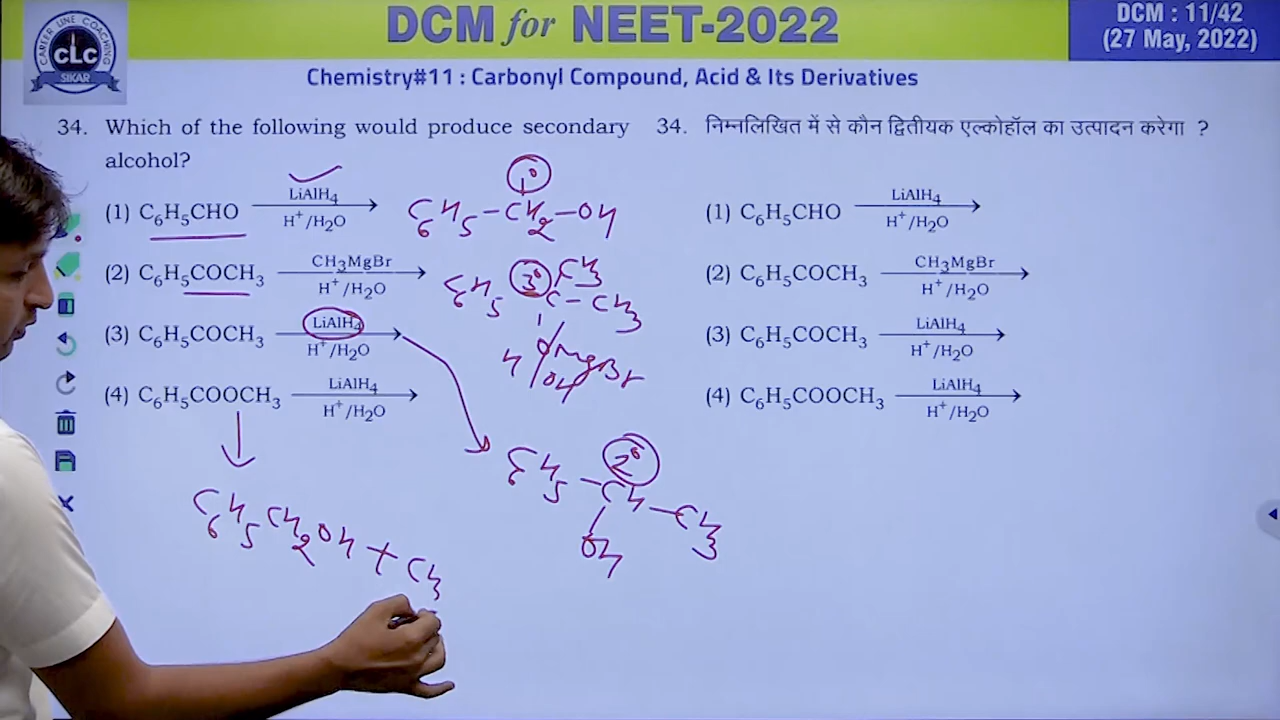 DCM for NEET-2022
DCM : 11/42
(27 May, 2022)
CAREER LINE COACHING
CLC
SIKAR
Chemistry#11 : Carbonyl Compound, Acid & Its Derivatives
34. Which of the following would produce secondary
alcohol?
(1) C₆H₅CHO LiAlH₄ H⁺/H₂O
C₆H₅-CH₂-OH 1°
(2) C₆H₅COCH₃ CH₃MgBr H⁺/H₂O
C₆H₅ 3° C-CH₃ CH₃
OMgBr
H OH
(3) C₆H₅COCH₃ LiAlH₄ H⁺/H₂O
(4) C₆H₅COOCH₃ LiAlH₄ H⁺/H₂O
2°
C₆H₅-CH-CH₃
OH
C₆H₅CH₂OH + CH₃
34. निम्नलिखित में से कौन द्वितीयक एल्कोहॉल का उत्पादन करेगा ?
(1) C₆H₅CHO LiAlH₄ H⁺/H₂O
(2) C₆H₅COCH₃ CH₃MgBr H⁺/H₂O
(3) C₆H₅COCH₃ LiAlH₄ H⁺/H₂O
(4) C₆H₅COOCH₃ LiAlH₄ H⁺/H₂O